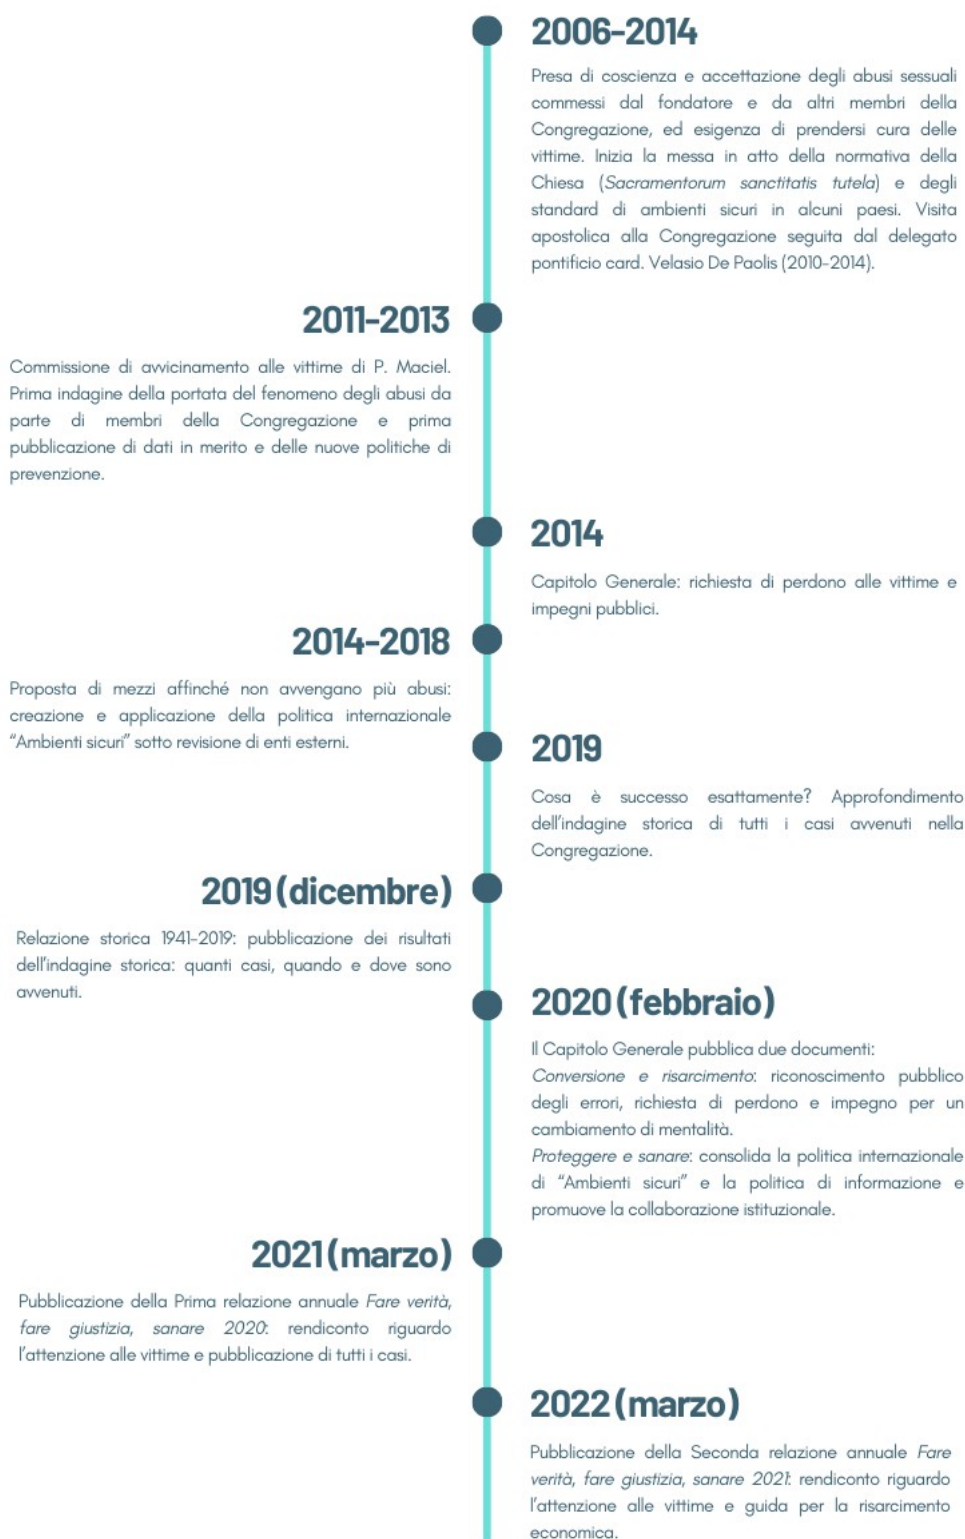 2006-2014
Presa di coscienza e accettazione degli abusi sessuali
commessi dal fondatore e da altri membri della
Congregazione, ed esigenza di prendersi cura delle
vittime. Inizia la messa in atto della normativa della
Chiesa (Sacramentorum sanctitatis tutela) e degli
standard di ambienti sicuri in alcuni paesi. Visita
apostolica alla Congregazione seguita dal delegato
pontificio card. Velasio De Paolis (2010-2014).
2011-2013
Commissione di avvicinamento alle vittime di P. Maciel.
Prima indagine della portata del fenomeno degli abusi da
parte di membri della Congregazione e prima
pubblicazione di dati in merito e delle nuove politiche di
prevenzione.
2014
Capitolo Generale: richiesta di perdono alle vittime e
impegni pubblici.
2014-2018
Proposta di mezzi affinché non avvengano più abusi:
creazione e applicazione della politica internazionale
“Ambienti sicuri” sotto revisione di enti esterni.
2019
Cosa è successo esattamente? Approfondimento
dell’indagine storica di tutti i casi avvenuti nella
Congregazione.
2019 (dicembre)
Relazione storica 1941-2019: pubblicazione dei risultati
dell’indagine storica: quanti casi, quando e dove sono
avvenuti.
2020 (febbraio)
Il Capitolo Generale pubblica due documenti:
Conversione e risarcimento: riconoscimento pubblico
degli errori, richiesta di perdono e impegno per un
cambiamento di mentalità.
Proteggere e sanare: consolida la politica internazionale
di “Ambienti sicuri” e la politica di informazione e
promuove la collaborazione istituzionale.
2021 (marzo)
Pubblicazione della Prima relazione annuale Fare verità,
fare giustizia, sanare 2020: rendiconto riguardo
l’attenzione alle vittime e pubblicazione di tutti i casi.
2022 (marzo)
Pubblicazione della Seconda relazione annuale Fare
verità, fare giustizia, sanare 2021: rendiconto riguardo
l’attenzione alle vittime e guida per la risarcimento
economica.